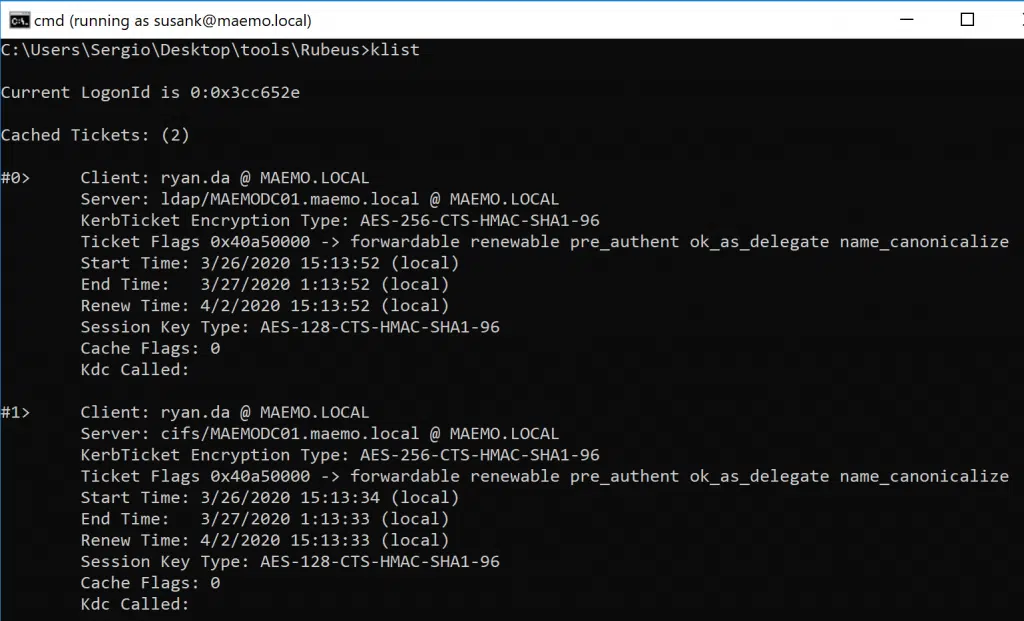 cmd (running as susank@maemo.local)
C:\Users\Sergio\Desktop\tools\Rubeus>klist
Current LogonId is 0:0x3cc652e
Cached Tickets: (2)
#0>     Client: ryan.da @ MAEMO.LOCAL
        Server: ldap/MAEMODC01.maemo.local @ MAEMO.LOCAL
        KerbTicket Encryption Type: AES-256-CTS-HMAC-SHA1-96
        Ticket Flags 0x40a50000 -> forwardable renewable pre_authent ok_as_delegate name_canonicalize
        Start Time: 3/26/2020 15:13:52 (local)
        End Time:   3/27/2020 1:13:52 (local)
        Renew Time: 4/2/2020 15:13:52 (local)
        Session Key Type: AES-128-CTS-HMAC-SHA1-96
        Cache Flags: 0
        Kdc Called:
#1>     Client: ryan.da @ MAEMO.LOCAL
        Server: cifs/MAEMODC01.maemo.local @ MAEMO.LOCAL
        KerbTicket Encryption Type: AES-256-CTS-HMAC-SHA1-96
        Ticket Flags 0x40a50000 -> forwardable renewable pre_authent ok_as_delegate name_canonicalize
        Start Time: 3/26/2020 15:13:34 (local)
        End Time:   3/27/2020 1:13:33 (local)
        Renew Time: 4/2/2020 15:13:33 (local)
        Session Key Type: AES-128-CTS-HMAC-SHA1-96
        Cache Flags: 0
        Kdc Called: